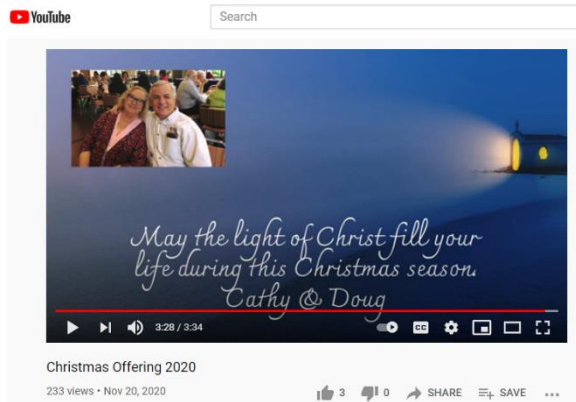 YouTube
Search
May the light of Christ fill your
life during this Christmas season.
Cathy & Doug
3:28 / 3:34
CC
Christmas Offering 2020
233 views • Nov 20, 2020
3
0
SHARE
SAVE